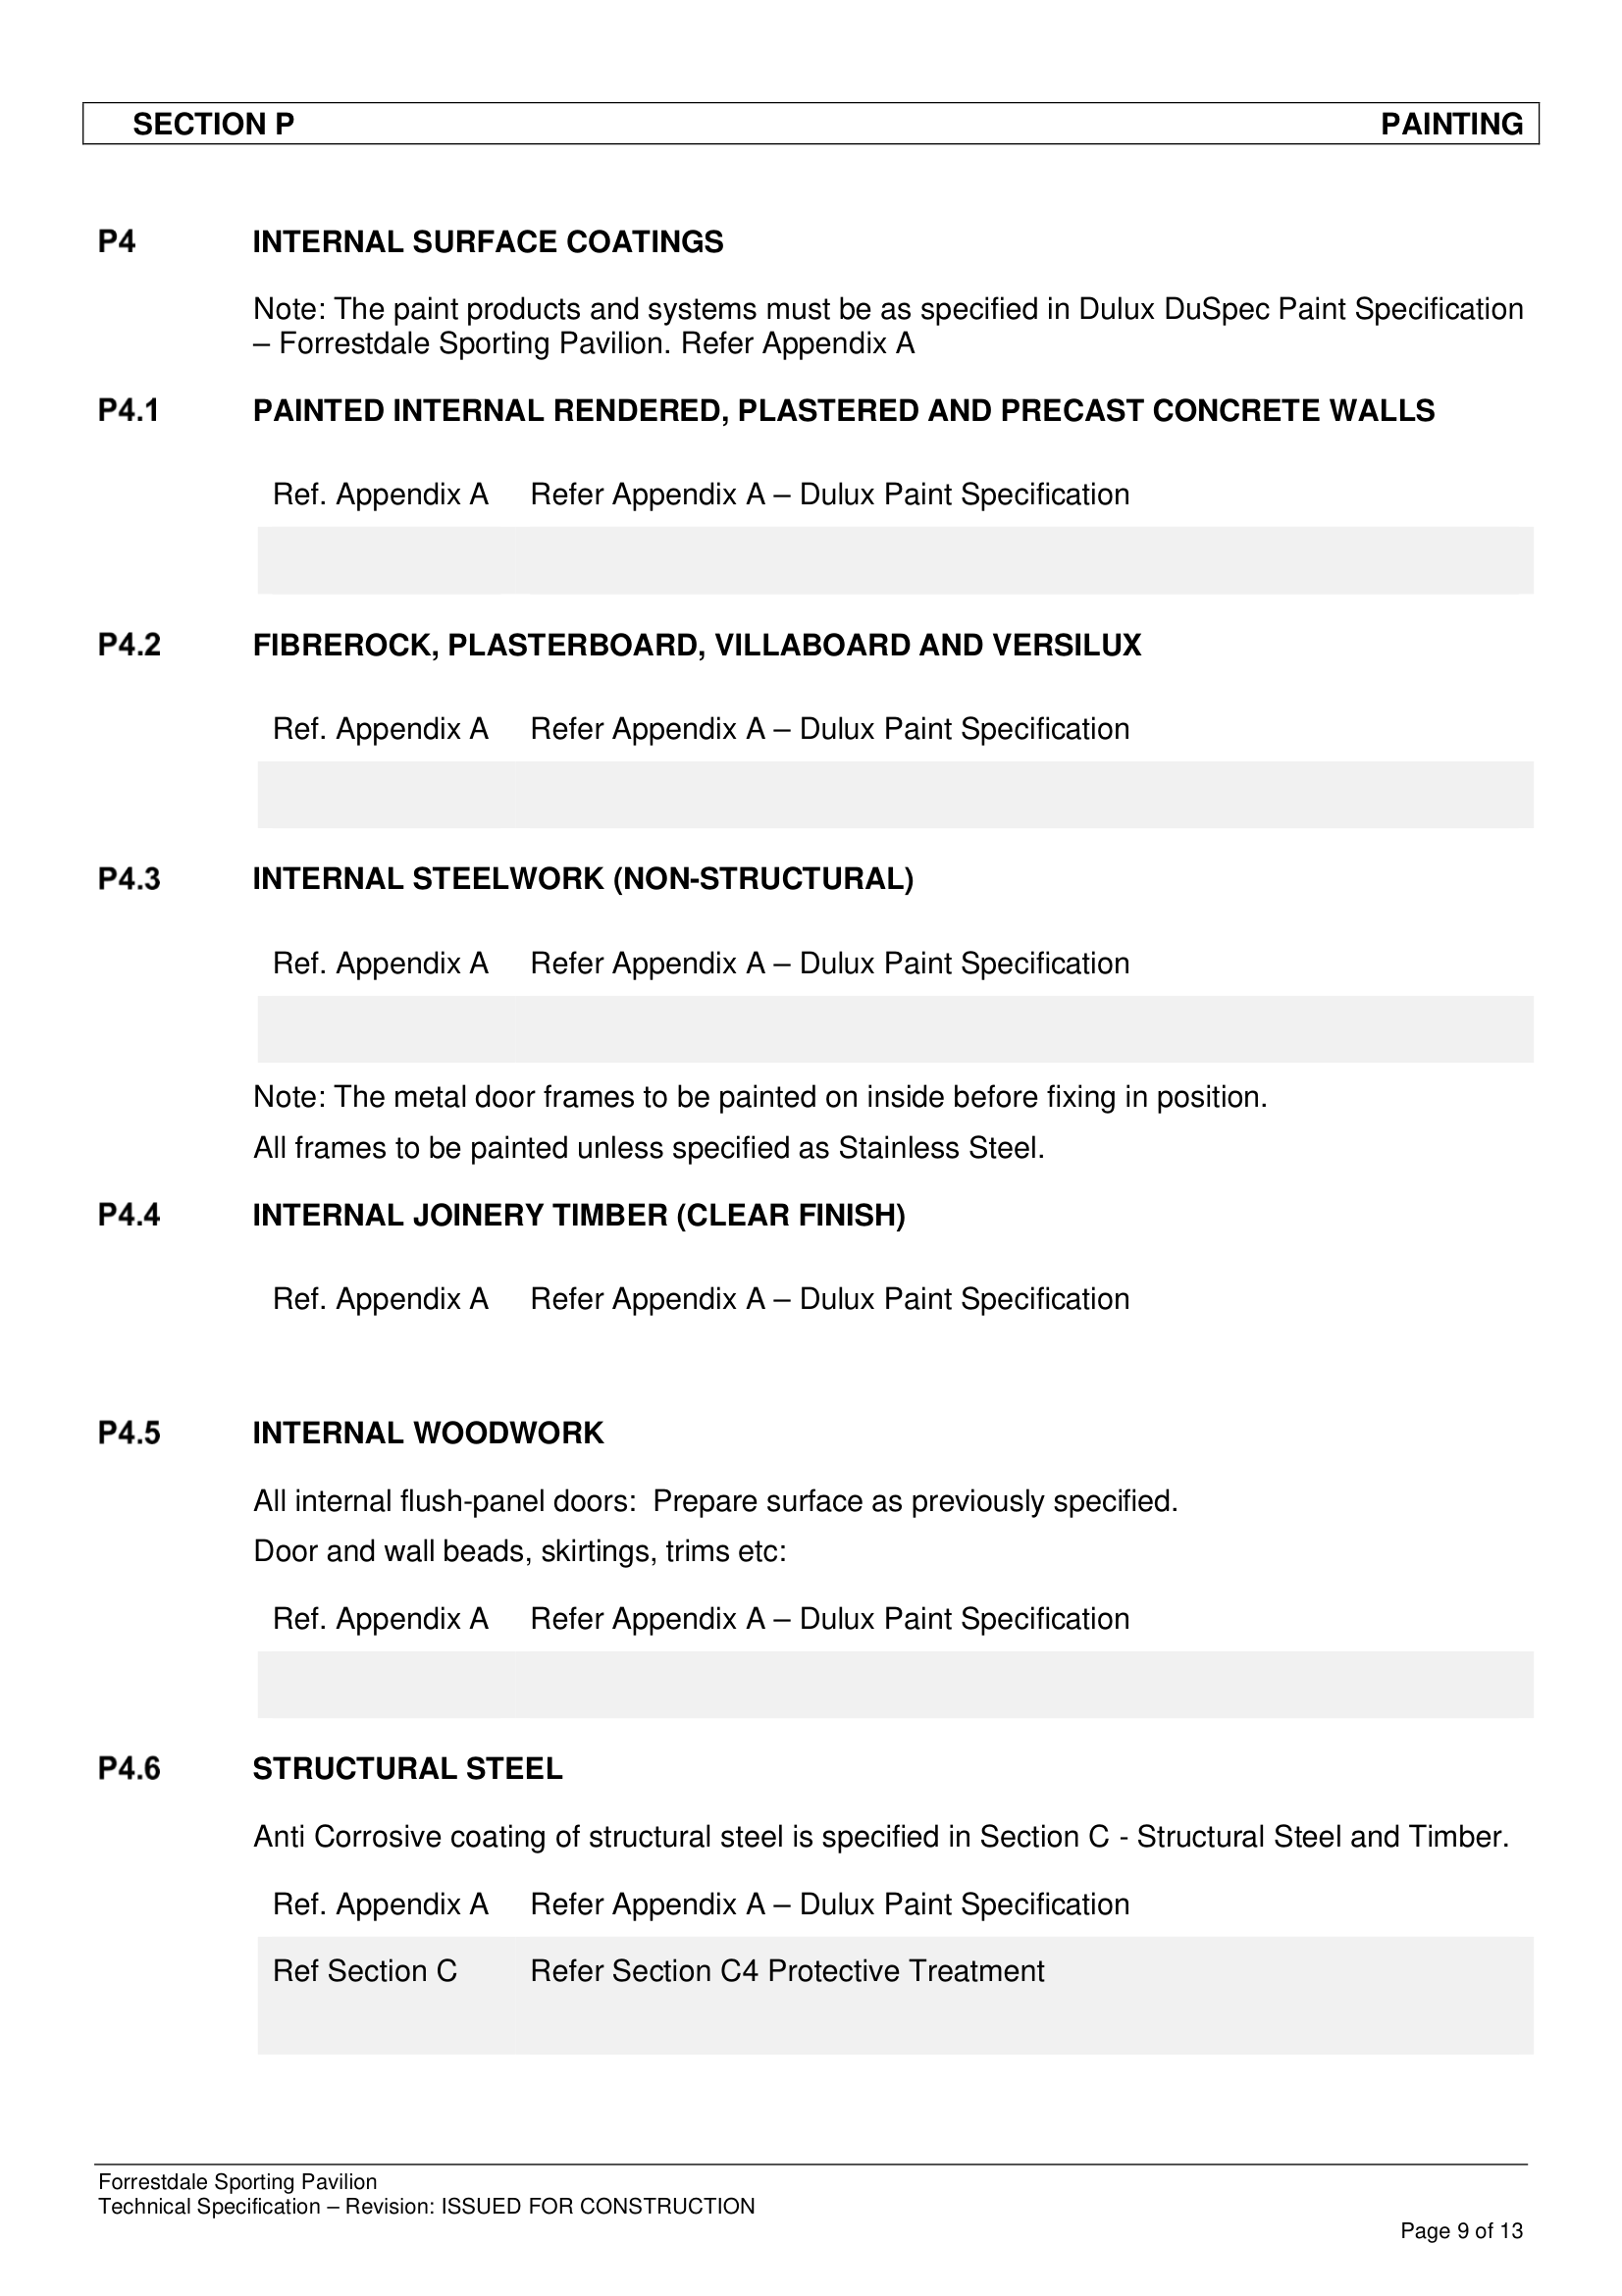 SECTION P PAINTING
P4 INTERNAL SURFACE COATINGS
Note: The paint products and systems must be as specified in Dulux DuSpec Paint Specification
– Forrestdale Sporting Pavilion. Refer Appendix A
P4.1 PAINTED INTERNAL RENDERED, PLASTERED AND PRECAST CONCRETE WALLS
Ref. Appendix A Refer Appendix A – Dulux Paint Specification
P4.2 FIBREROCK, PLASTERBOARD, VILLABOARD AND VERSILUX
Ref. Appendix A Refer Appendix A – Dulux Paint Specification
P4.3 INTERNAL STEELWORK (NON-STRUCTURAL)
Ref. Appendix A Refer Appendix A – Dulux Paint Specification
Note: The metal door frames to be painted on inside before fixing in position.
All frames to be painted unless specified as Stainless Steel.
P4.4 INTERNAL JOINERY TIMBER (CLEAR FINISH)
Ref. Appendix A Refer Appendix A – Dulux Paint Specification
P4.5 INTERNAL WOODWORK
All internal flush-panel doors:  Prepare surface as previously specified.
Door and wall beads, skirtings, trims etc:
Ref. Appendix A Refer Appendix A – Dulux Paint Specification
P4.6 STRUCTURAL STEEL
Anti Corrosive coating of structural steel is specified in Section C - Structural Steel and Timber.
Ref. Appendix A Refer Appendix A – Dulux Paint Specification
Ref Section C Refer Section C4 Protective Treatment
Forrestdale Sporting Pavilion
Technical Specification – Revision: ISSUED FOR CONSTRUCTION
Page 9 of 13